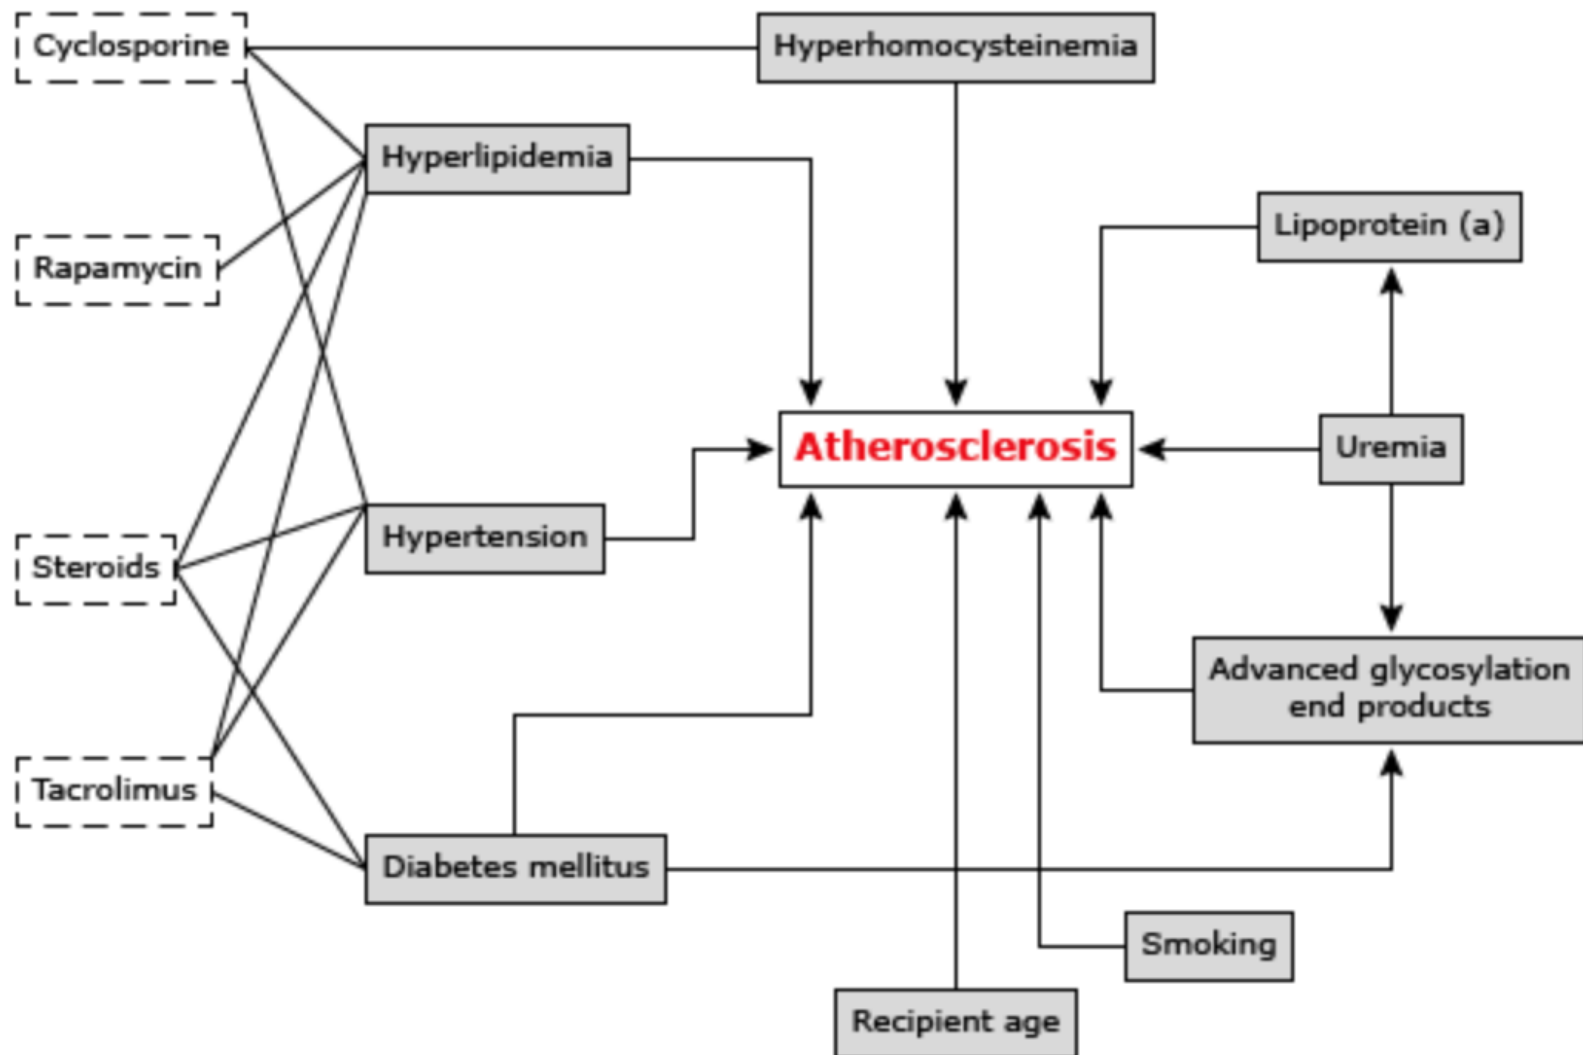 Cyclosporine
Hyperhomocysteinemia
Hyperlipidemia
Lipoprotein (a)
Rapamycin
Atherosclerosis
Uremia
Hypertension
Steroids
Advanced glycosylation
end products
Tacrolimus
Diabetes mellitus
Smoking
Recipient age